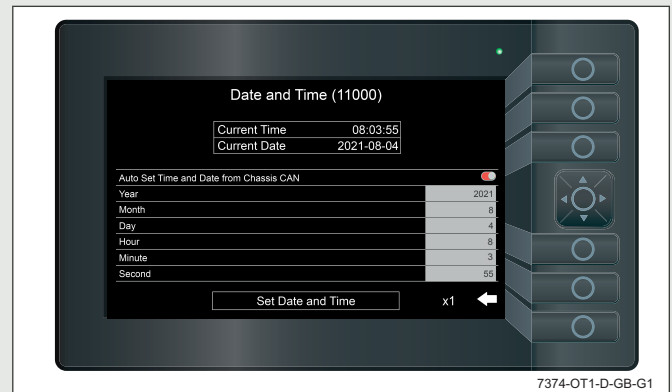 Date and Time (11000)
Current Time 08:03:55
Current Date 2021-08-04
Auto Set Time and Date from Chassis CAN
Year 2021
Month 8
Day 4
Hour 8
Minute 3
Second 55
Set Date and Time x1
7374-OT1-D-GB-G1